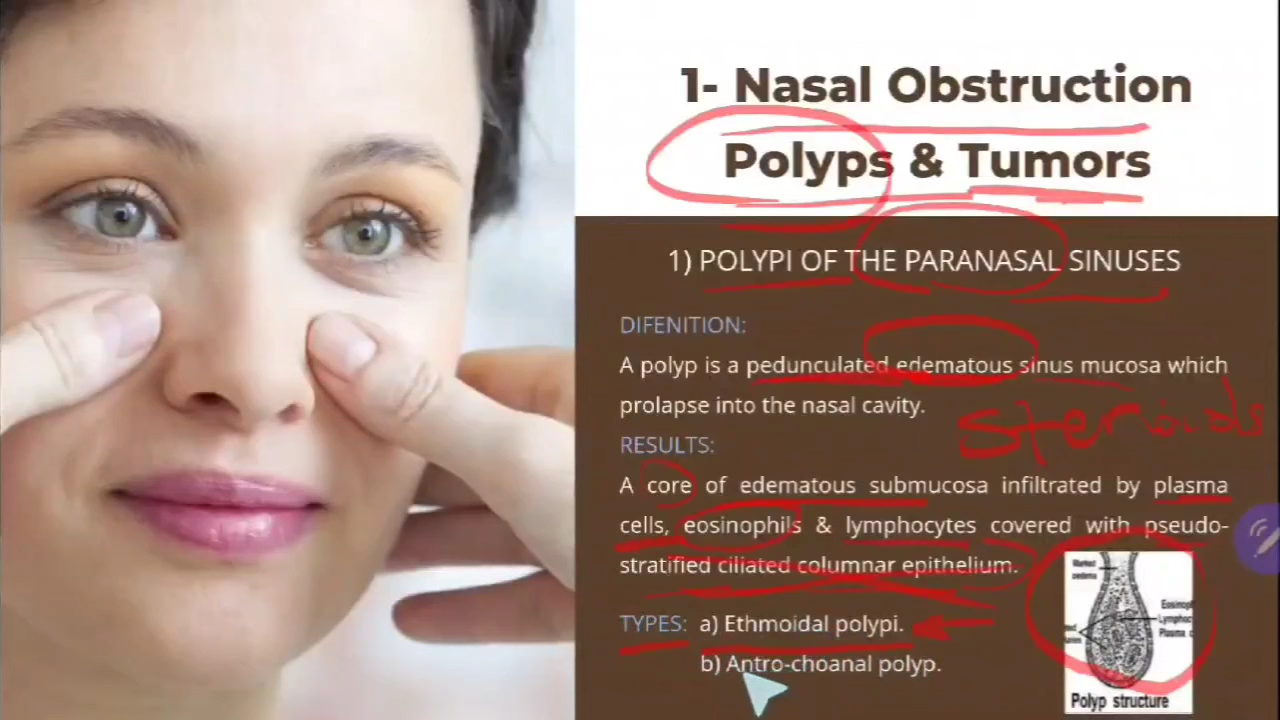 1- Nasal Obstruction
Polyps & Tumors
1) POLYPI OF THE PARANASAL SINUSES
DIFENITION:
A polyp is a pedunculated edematous sinus mucosa which
prolapse into the nasal cavity.
steroids
RESULTS:
A core of edematous submucosa infiltrated by plasma
cells, eosinophils & lymphocytes covered with pseudo-
stratified ciliated columnar epithelium.
TYPES: a) Ethmoidal polypi.
b) Antro-choanal polyp.
Marked
Polyp structure